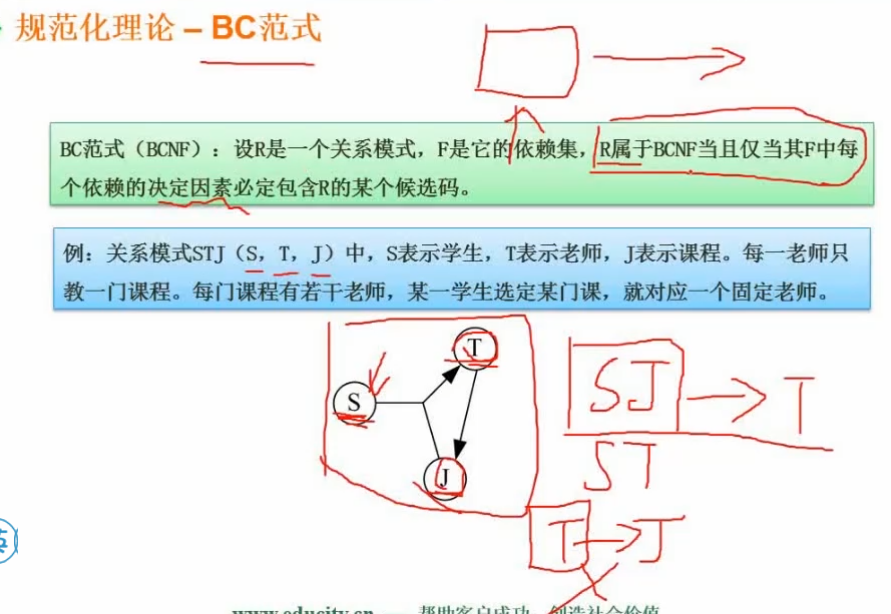 规范化理论 – BC范式
BC范式（BCNF）：设R是一个关系模式，F是它的依赖集，R属于BCNF当且仅当其F中每
个依赖的决定因素必定包含R的某个候选码。
例：关系模式STJ（S，T，J）中，S表示学生，T表示老师，J表示课程。每一老师只
教一门课程。每门课程有若干老师，某一学生选定某门课，就对应一个固定老师。
T
S
J
SJ → T
ST
T → J
英
www.educity.cn 帮助客户成功，创造社会价值